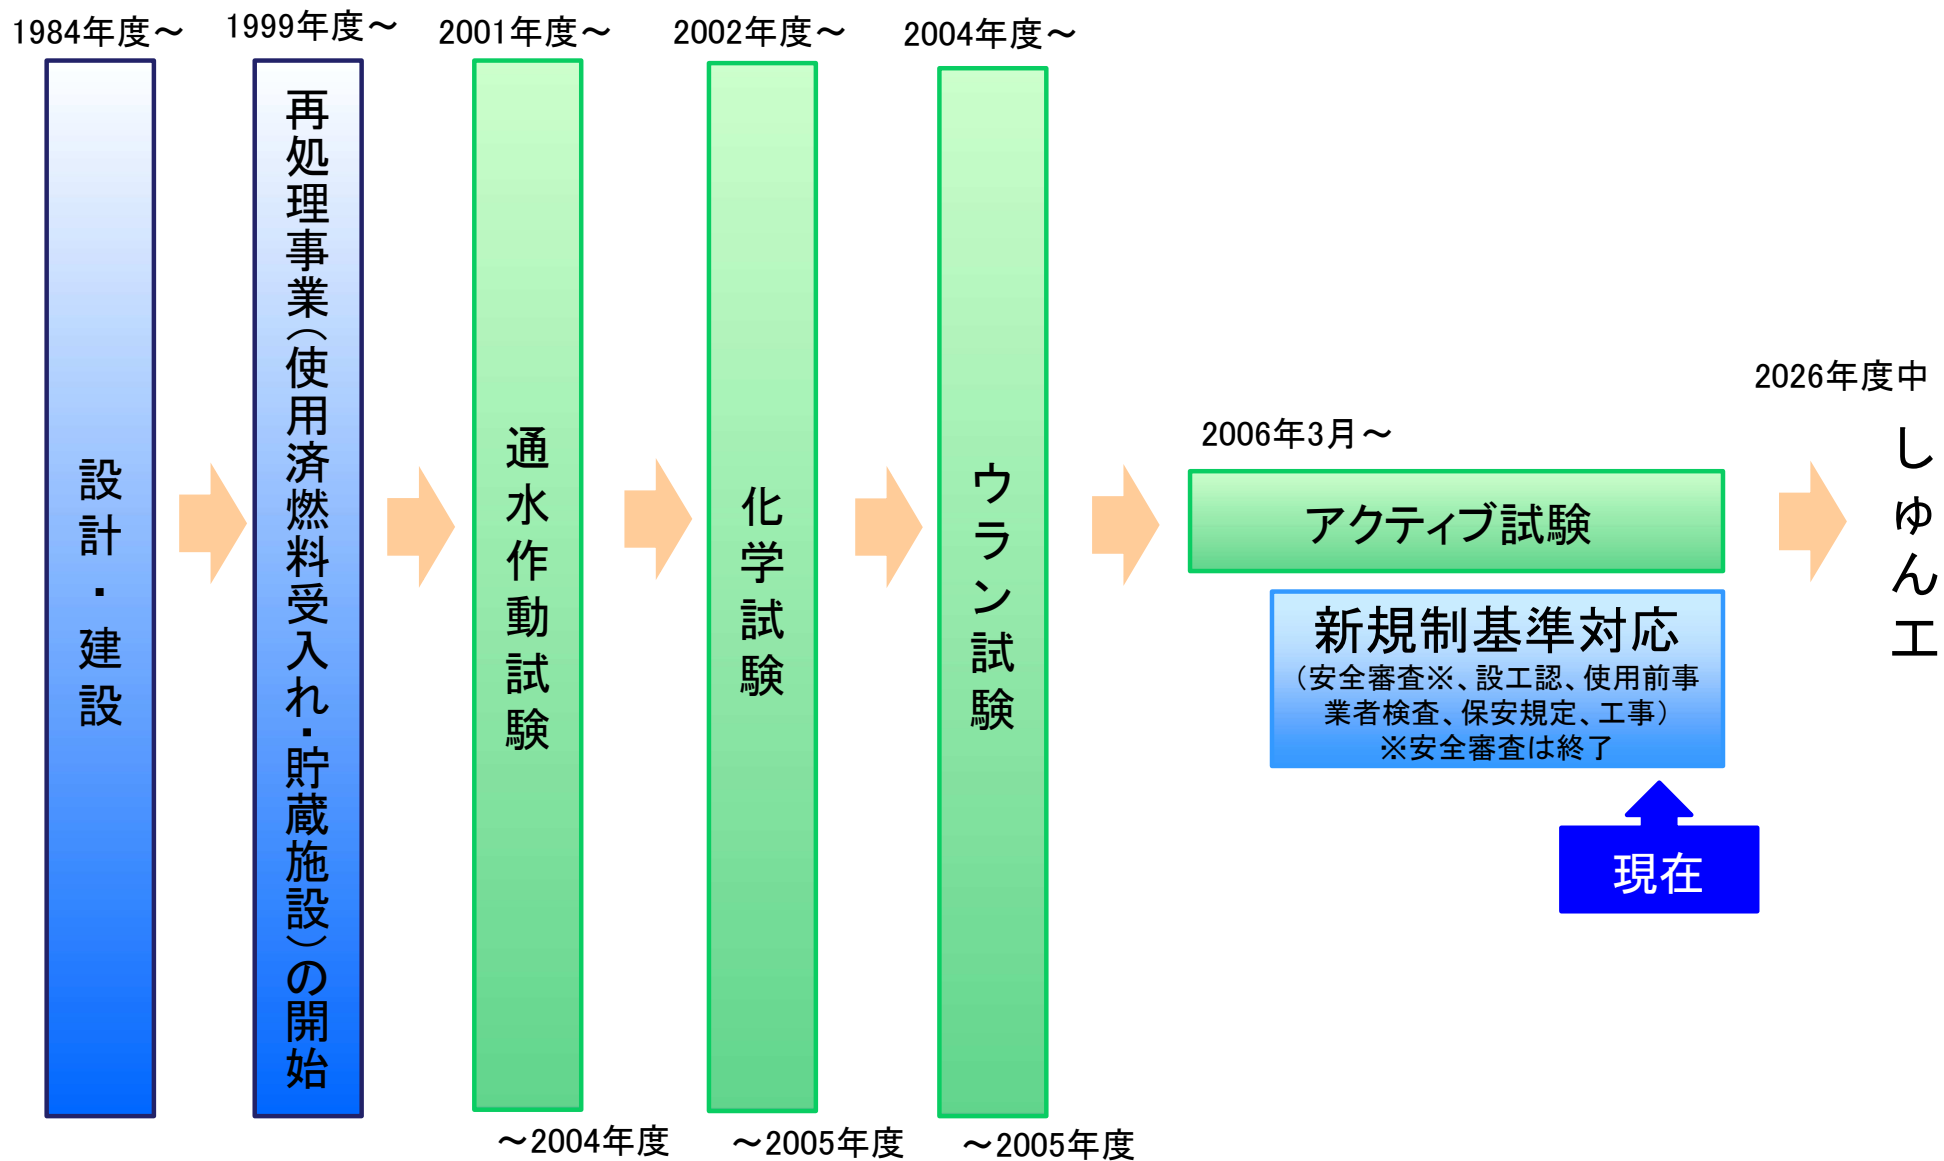 1984年度～
設計・建設
1999年度～
再処理事業（使用済燃料受入れ・貯蔵施設）の開始
2001年度～
通水作動試験
～2004年度
2002年度～
化学試験
～2005年度
2004年度～
ウラン試験
～2005年度
2006年3月～
アクティブ試験
新規制基準対応
（安全審査※、設工認、使用前事
業者検査、保安規定、工事）
※安全審査は終了
現在
2026年度中
しゅん工